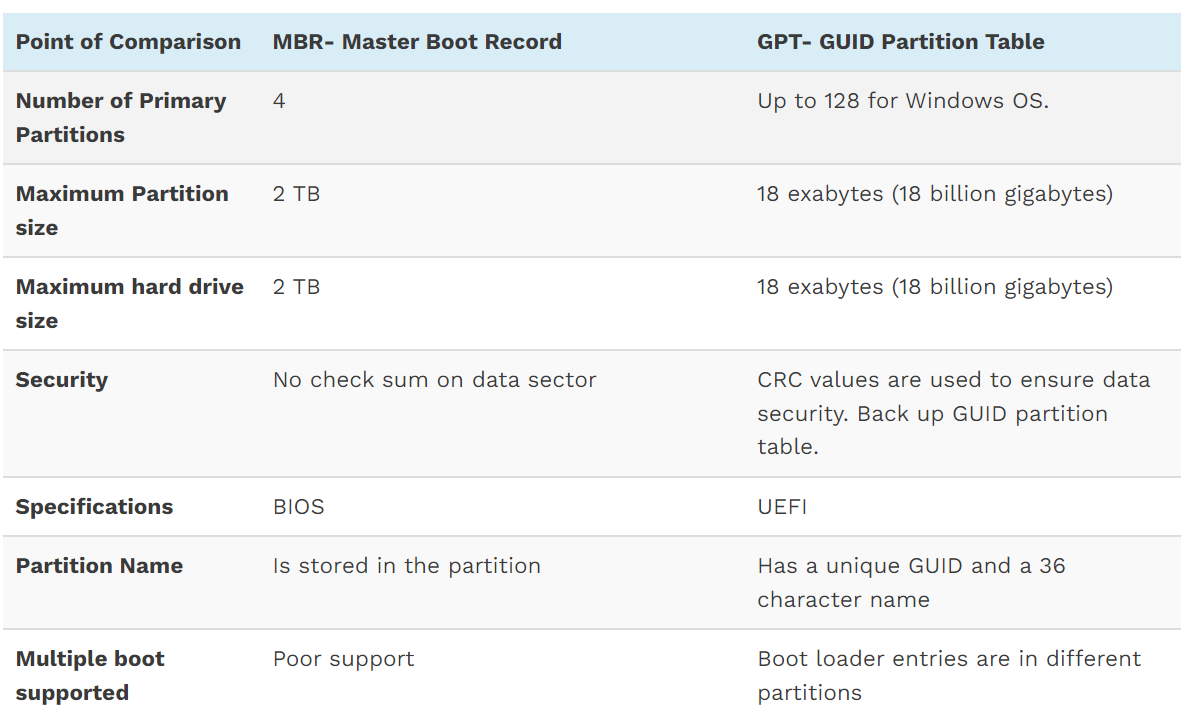 Point of Comparison MBR- Master Boot Record GPT- GUID Partition Table
Number of Primary 4 Up to 128 for Windows OS.
Partitions
Maximum Partition 2 TB 18 exabytes (18 billion gigabytes)
size
Maximum hard drive 2 TB 18 exabytes (18 billion gigabytes)
size
Security No check sum on data sector CRC values are used to ensure data
security. Back up GUID partition
table.
Specifications BIOS UEFI
Partition Name Is stored in the partition Has a unique GUID and a 36
character name
Multiple boot Poor support Boot loader entries are in different
supported partitions